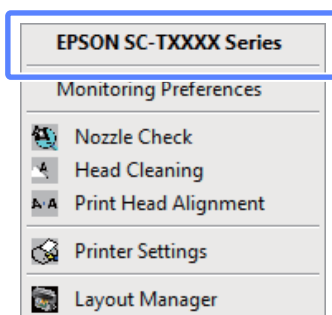 EPSON SC-TXXXX Series
Monitoring Preferences
Nozzle Check
Head Cleaning
Print Head Alignment
Printer Settings
Layout Manager